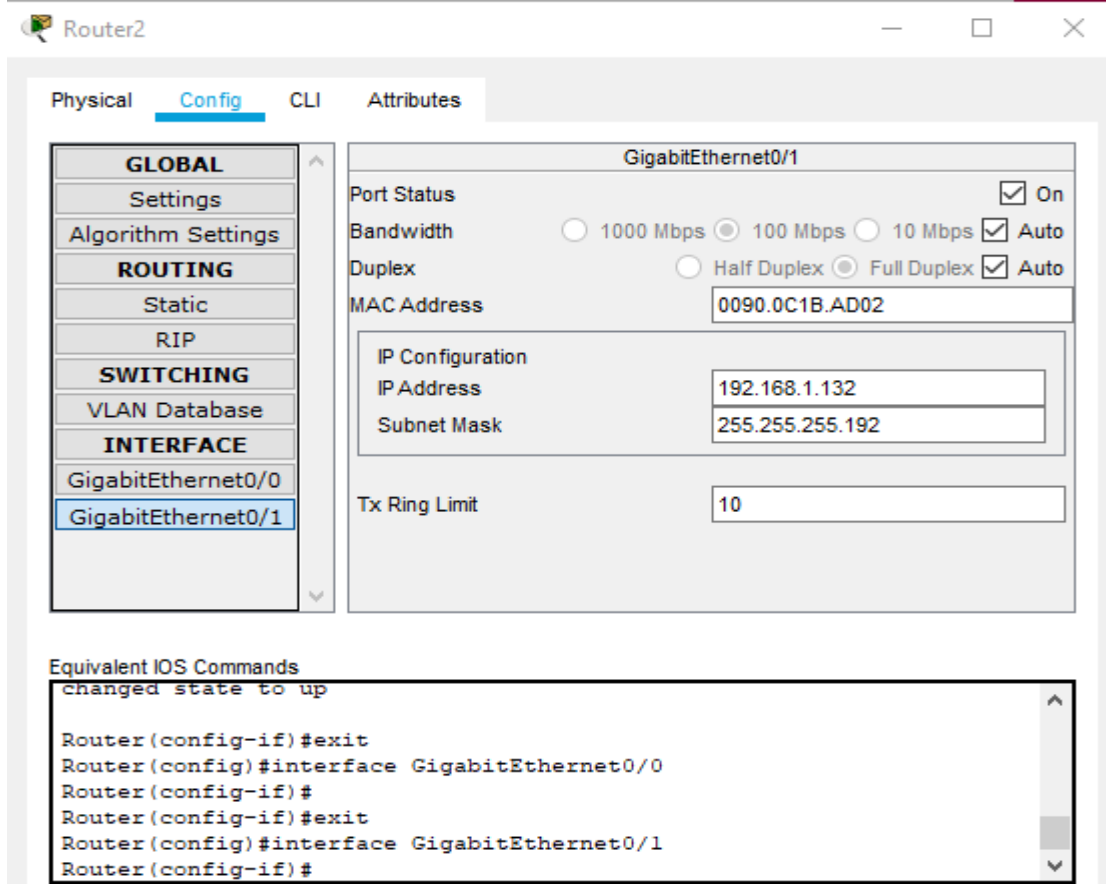 Router2
Physical Config CLI Attributes
GLOBAL
Settings
Algorithm Settings
ROUTING
Static
RIP
SWITCHING
VLAN Database
INTERFACE
GigabitEthernet0/0
GigabitEthernet0/1
GigabitEthernet0/1
Port Status On
Bandwidth 1000 Mbps 100 Mbps 10 Mbps Auto
Duplex Half Duplex Full Duplex Auto
MAC Address 0090.0C1B.AD02
IP Configuration
IP Address 192.168.1.132
Subnet Mask 255.255.255.192
Tx Ring Limit 10
Equivalent IOS Commands
changed state to up
Router(config-if)#exit
Router(config)#interface GigabitEthernet0/0
Router(config-if)#
Router(config-if)#exit
Router(config)#interface GigabitEthernet0/1
Router(config-if)#